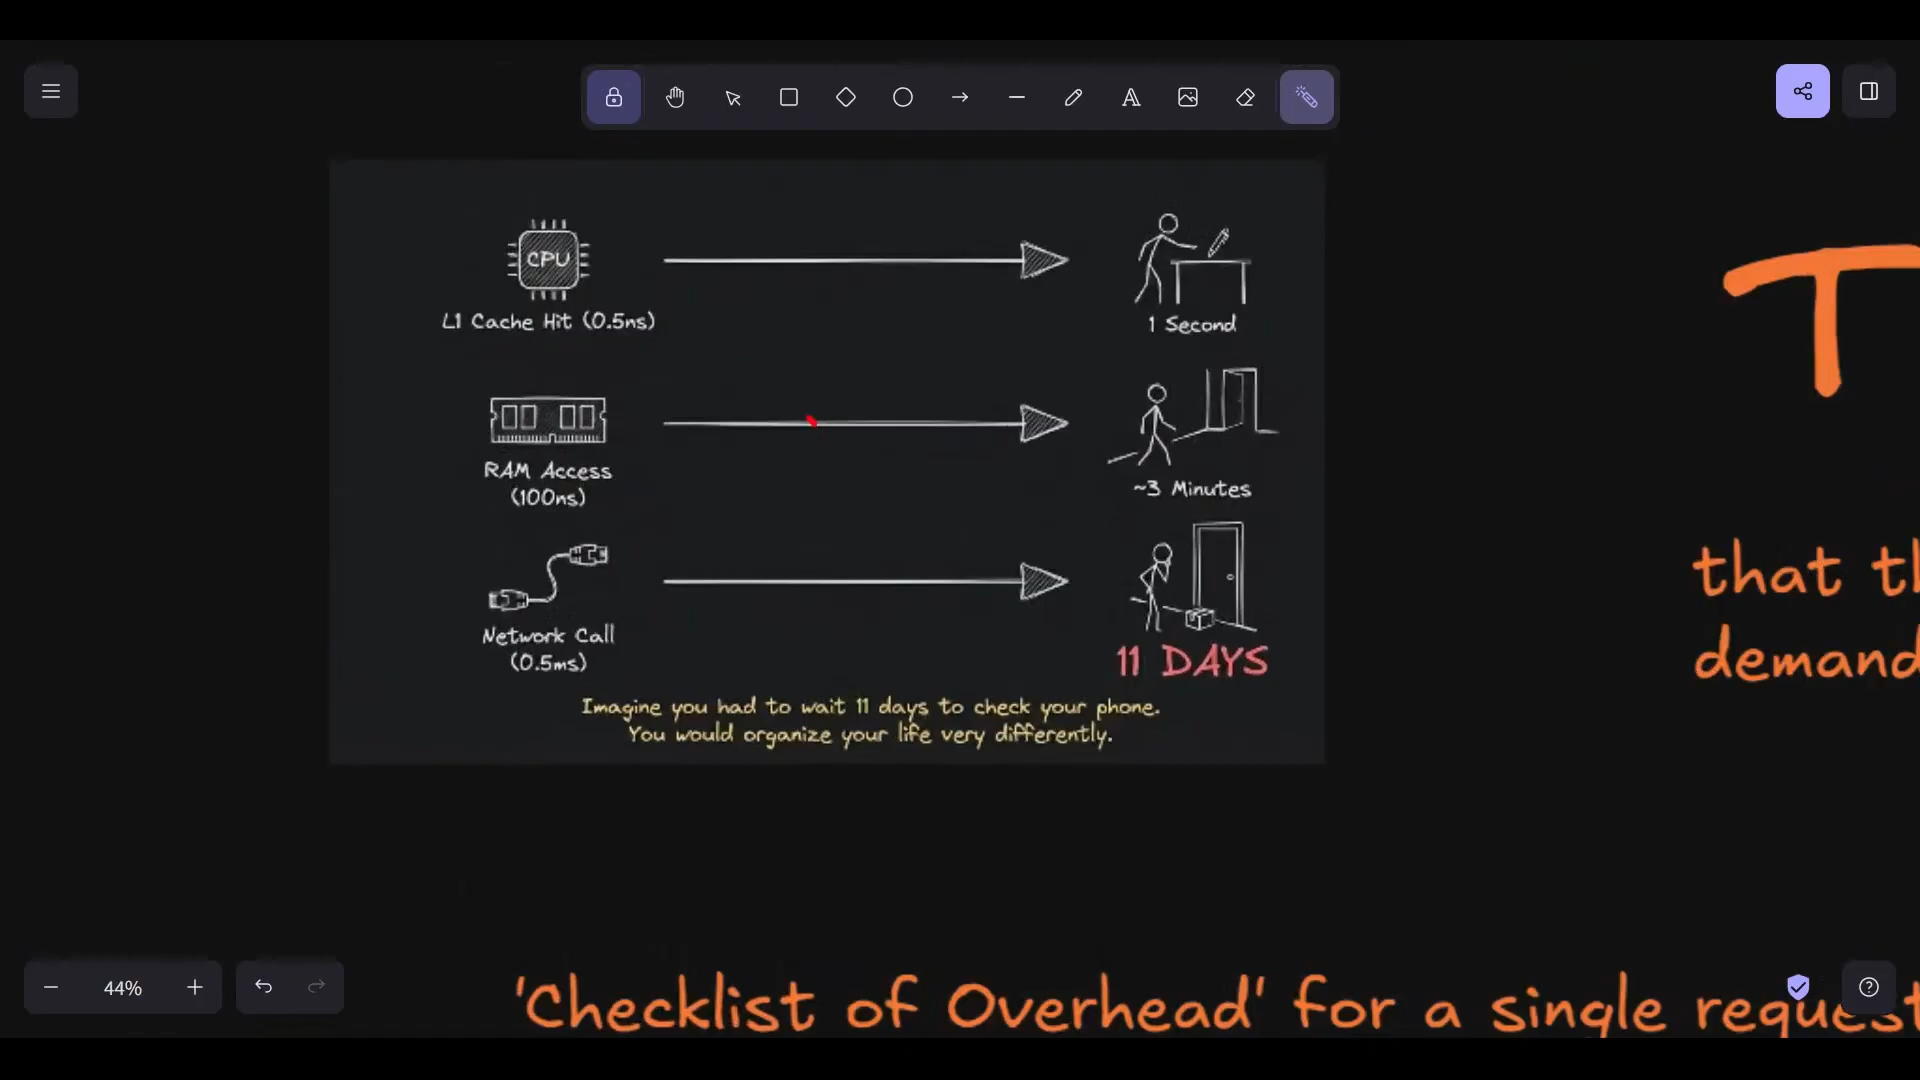 CPU
L1 Cache Hit (0.5ns)
1 Second
RAM Access
(100ns)
~3 Minutes
Network Call
(0.5ms)
11 DAYS
Imagine you had to wait 11 days to check your phone.
You would organize your life very differently.
T
that th
demand
'Checklist of Overhead' for a single request
44%